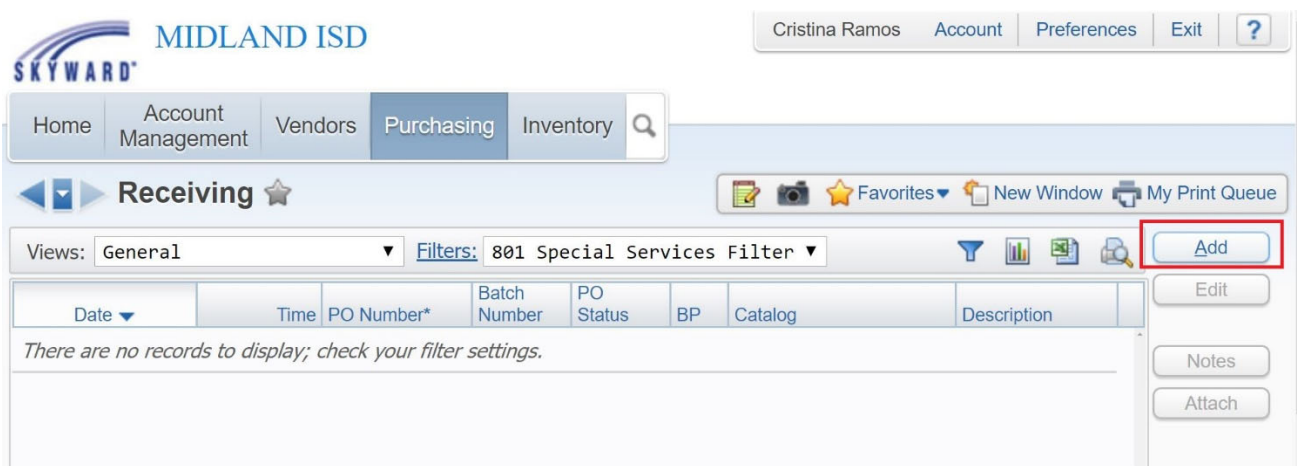 MIDLAND ISD
SKYWARD
Cristina Ramos Account Preferences Exit ?
Home Account Management Vendors Purchasing Inventory
Receiving
Favorites New Window My Print Queue
Views: General Filters: 801 Special Services Filter Add
Date Time PO Number* Batch Number PO Status BP Catalog Description
Edit
There are no records to display; check your filter settings.
Notes
Attach